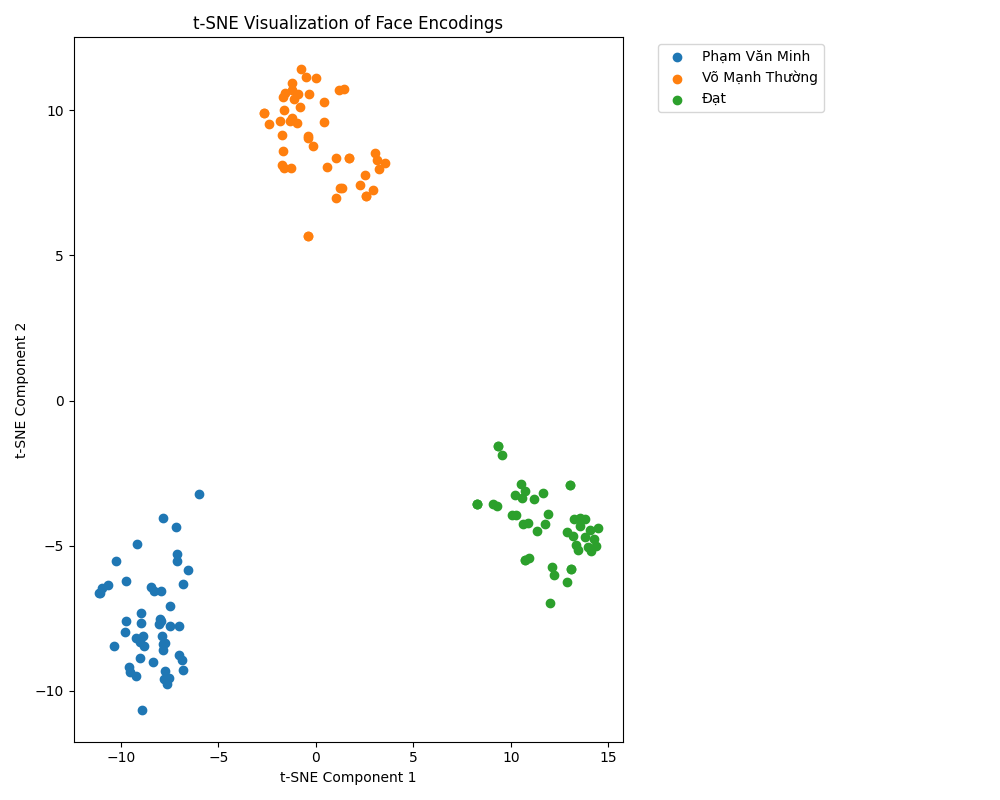 t-SNE Visualization of Face Encodings
Phạm Văn Minh
Võ Mạnh Thường
Đạt
10
5
0
−5
−10
t-SNE Component 2
−10
−5
0
5
10
15
t-SNE Component 1